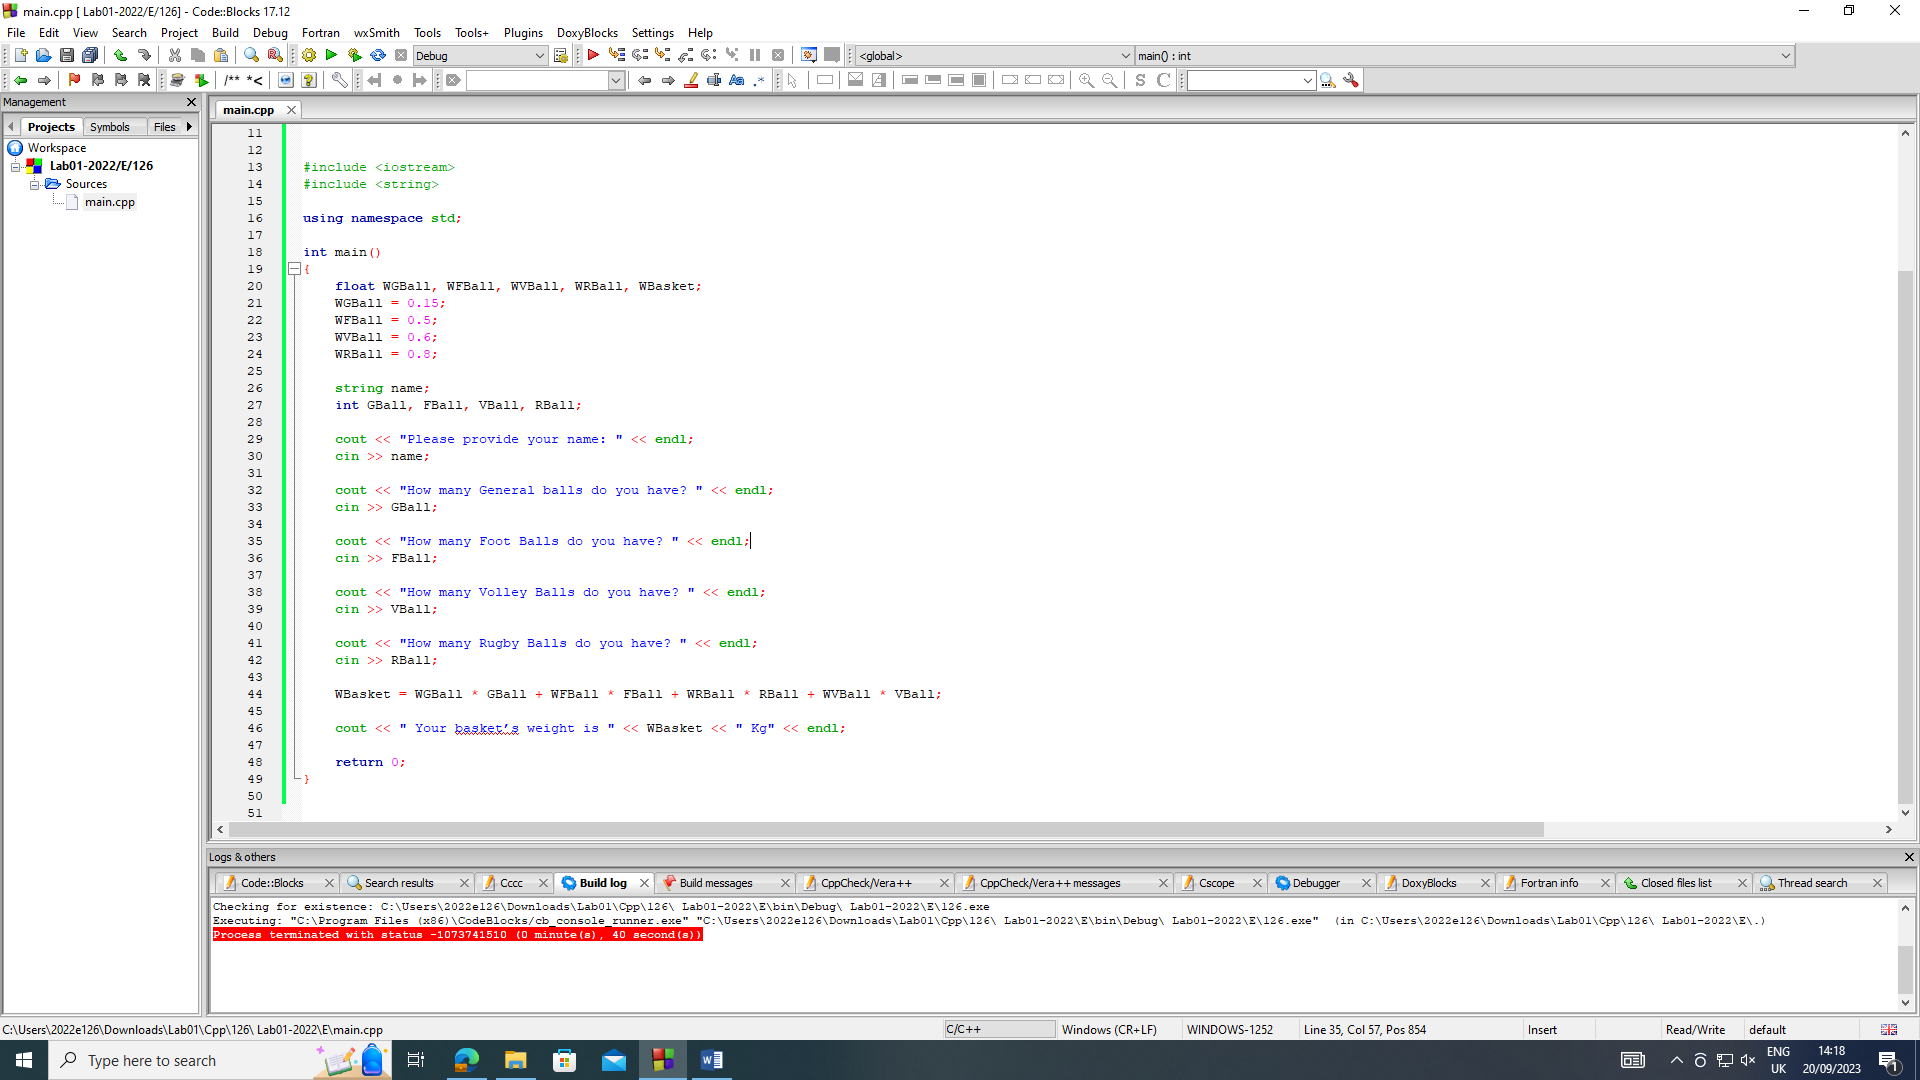 main.cpp [ Lab01-2022/E/126] - Code::Blocks 17.12
File Edit View Search Project Build Debug Fortran wxSmith Tools Tools+ Plugins DoxyBlocks Settings Help
Debug
<global>
main() : int
/** *<
Aa .*
S C
Management
main.cpp
Projects Symbols Files
Workspace
Lab01-2022/E/126
Sources
main.cpp
11
12
13 #include <iostream>
14 #include <string>
15
16 using namespace std;
17
18 int main()
19 {
20 float WGBall, WFBall, WVBall, WRBall, WBasket;
21 WGBall = 0.15;
22 WFBall = 0.5;
23 WVBall = 0.6;
24 WRBall = 0.8;
25
26 string name;
27 int GBall, FBall, VBall, RBall;
28
29 cout << "Please provide your name: " << endl;
30 cin >> name;
31
32 cout << "How many General balls do you have? " << endl;
33 cin >> GBall;
34
35 cout << "How many Foot Balls do you have? " << endl;
36 cin >> FBall;
37
38 cout << "How many Volley Balls do you have? " << endl;
39 cin >> VBall;
40
41 cout << "How many Rugby Balls do you have? " << endl;
42 cin >> RBall;
43
44 WBasket = WGBall * GBall + WFBall * FBall + WRBall * RBall + WVBall * VBall;
45
46 cout << " Your basket’s weight is " << WBasket << " Kg" << endl;
47
48 return 0;
49 }
50
51
Logs & others
Code::Blocks Search results Cccc Build log Build messages CppCheck/Vera++ CppCheck/Vera++ messages Cscope Debugger DoxyBlocks Fortran info Closed files list Thread search
Checking for existence: C:\Users\2022e126\Downloads\Lab01\Cpp\126\ Lab01-2022\E\bin\Debug\ Lab01-2022\E\126.exe
Executing: "C:\Program Files (x86)\CodeBlocks/cb_console_runner.exe" "C:\Users\2022e126\Downloads\Lab01\Cpp\126\ Lab01-2022\E\bin\Debug\ Lab01-2022\E\126.exe" (in C:\Users\2022e126\Downloads\Lab01\Cpp\126\ Lab01-2022\E\.)
Process terminated with status -1073741510 (0 minute(s), 40 second(s))
C:\Users\2022e126\Downloads\Lab01\Cpp\126\ Lab01-2022\E\main.cpp
C/C++ Windows (CR+LF) WINDOWS-1252 Line 35, Col 57, Pos 854 Insert Read/Write default
Type here to search
ENG
UK
14:18
20/09/2023
1